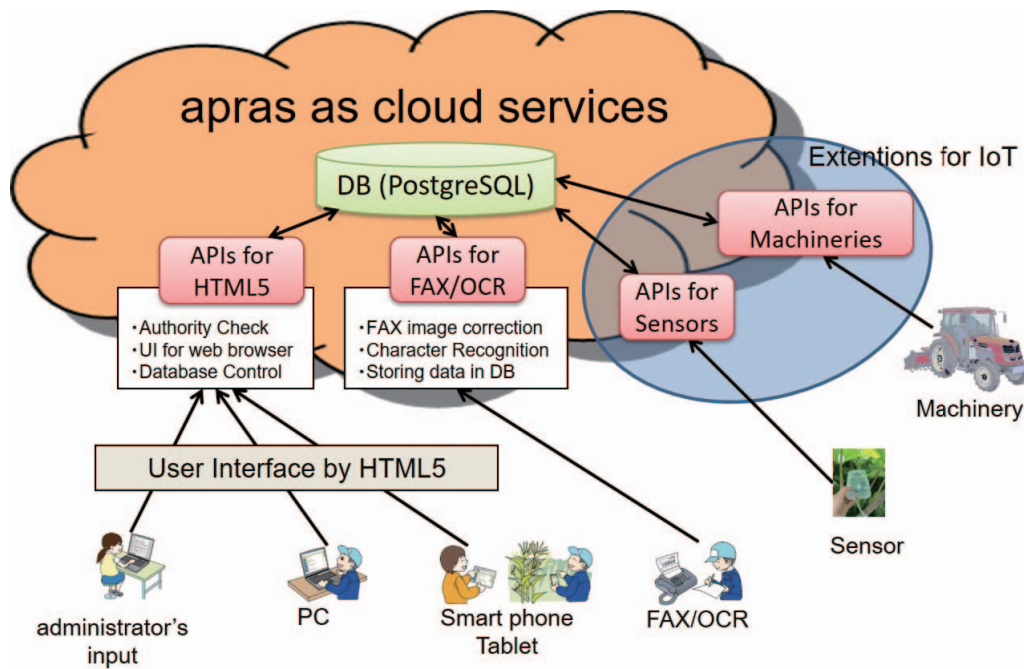 apras as cloud services
Extentions for IoT
DB (PostgreSQL)
APIs for
Machineries
APIs for
HTML5
APIs for
FAX/OCR
APIs for
Sensors
・Authority Check
・UI for web browser
・Database Control
・FAX image correction
・Character Recognition
・Storing data in DB
Machinery
User Interface by HTML5
Sensor
administrator's
input
PC
Smart phone
Tablet
FAX/OCR